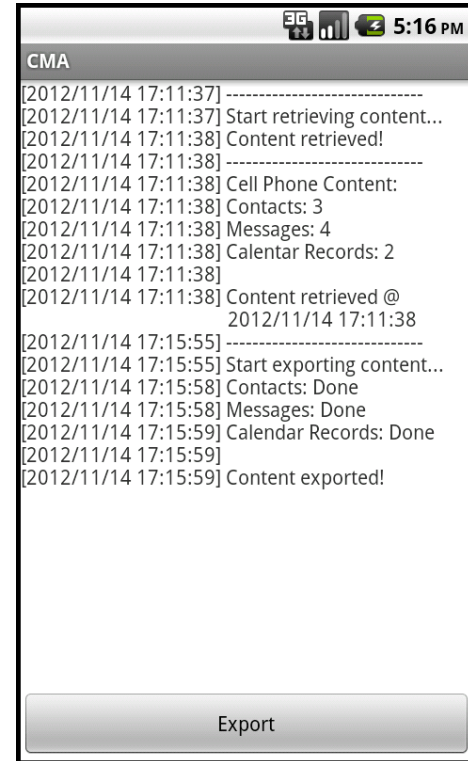 3G 5:16 PM
CMA
[2012/11/14 17:11:37] ------------------------------
[2012/11/14 17:11:37] Start retrieving content...
[2012/11/14 17:11:38] Content retrieved!
[2012/11/14 17:11:38] ------------------------------
[2012/11/14 17:11:38] Cell Phone Content:
[2012/11/14 17:11:38] Contacts: 3
[2012/11/14 17:11:38] Messages: 4
[2012/11/14 17:11:38] Calentar Records: 2
[2012/11/14 17:11:38]
[2012/11/14 17:11:38] Content retrieved @
2012/11/14 17:11:38
[2012/11/14 17:15:55] ------------------------------
[2012/11/14 17:15:55] Start exporting content...
[2012/11/14 17:15:58] Contacts: Done
[2012/11/14 17:15:58] Messages: Done
[2012/11/14 17:15:59] Calendar Records: Done
[2012/11/14 17:15:59]
[2012/11/14 17:15:59] Content exported!
Export